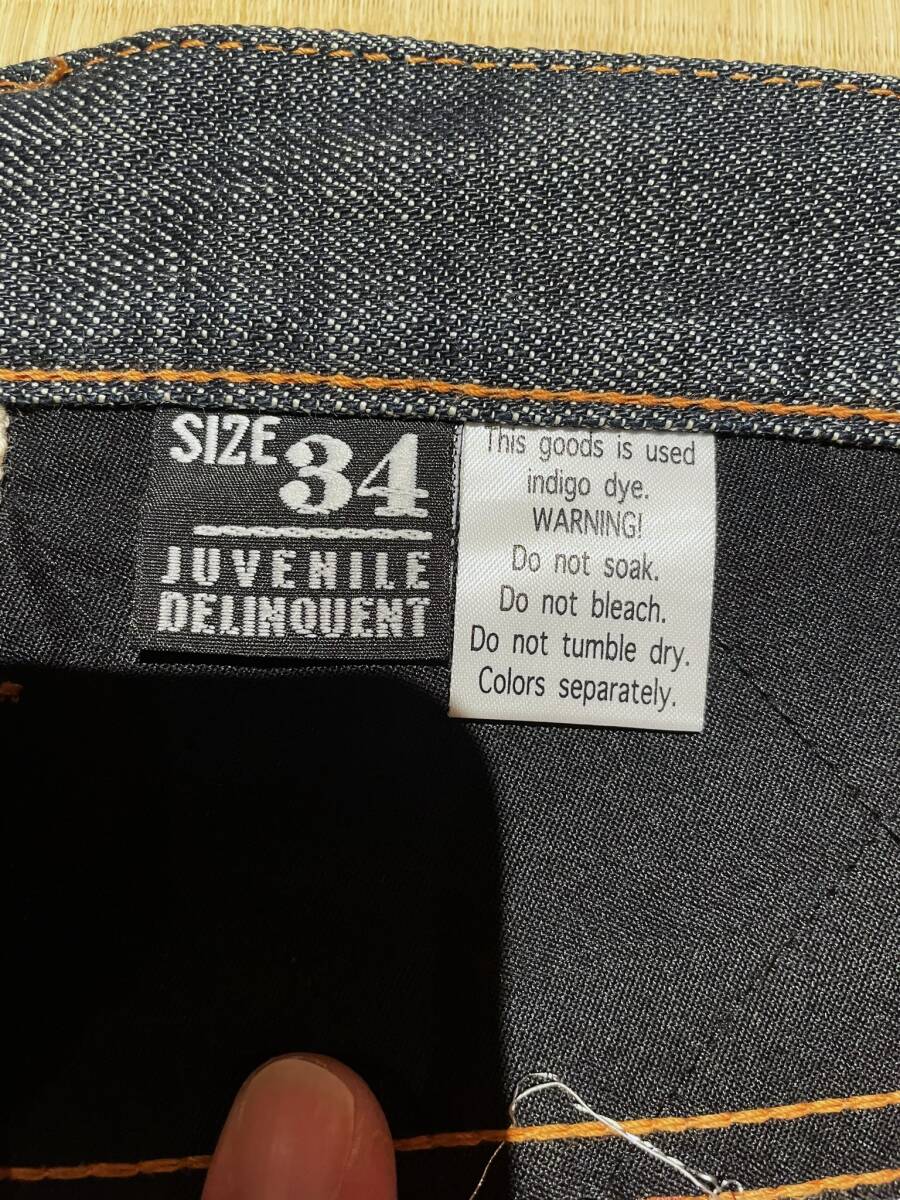 SIZE 34
JUVENILE
DELINQUENT
This goods is used
indigo dye.
WARNING!
Do not soak.
Do not bleach.
Do not tumble dry.
Colors separately.